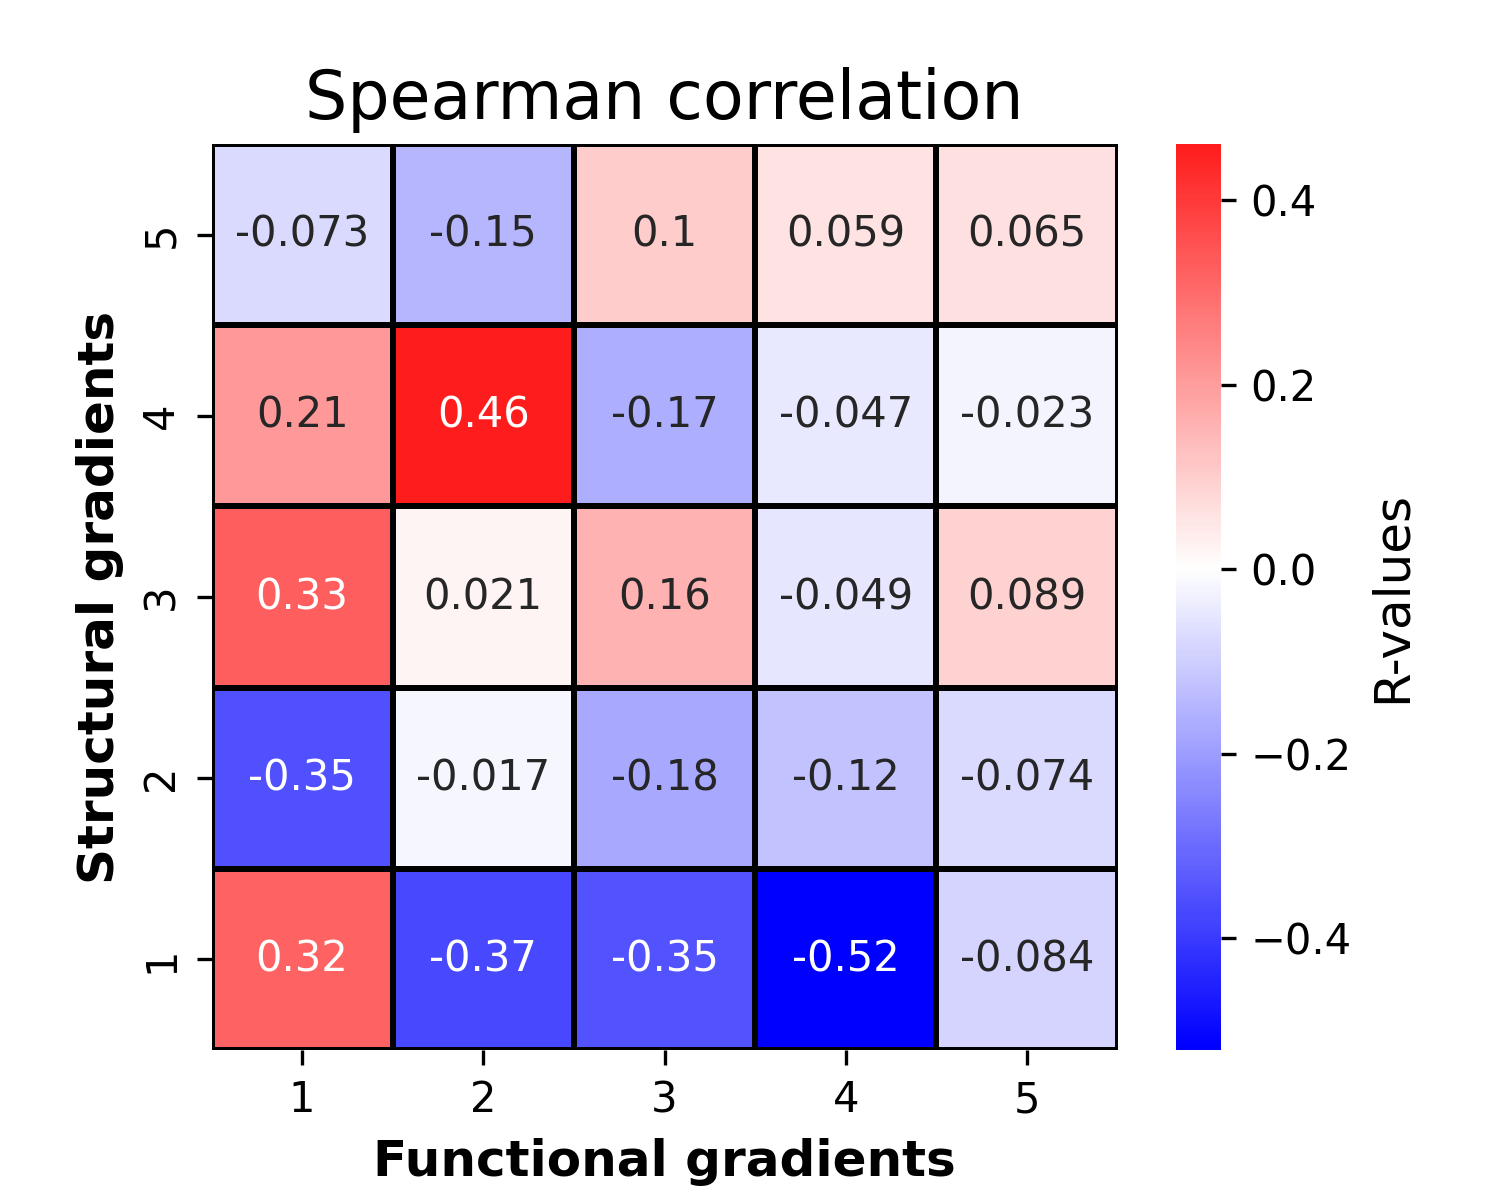 Spearman correlation
Structural gradients
5 -0.073 -0.15 0.1 0.059 0.065
4 0.21 0.46 -0.17 -0.047 -0.023
3 0.33 0.021 0.16 -0.049 0.089
2 -0.35 -0.017 -0.18 -0.12 -0.074
1 0.32 -0.37 -0.35 -0.52 -0.084
1 2 3 4 5
Functional gradients
0.4
0.2
0.0
−0.2
−0.4
R-values